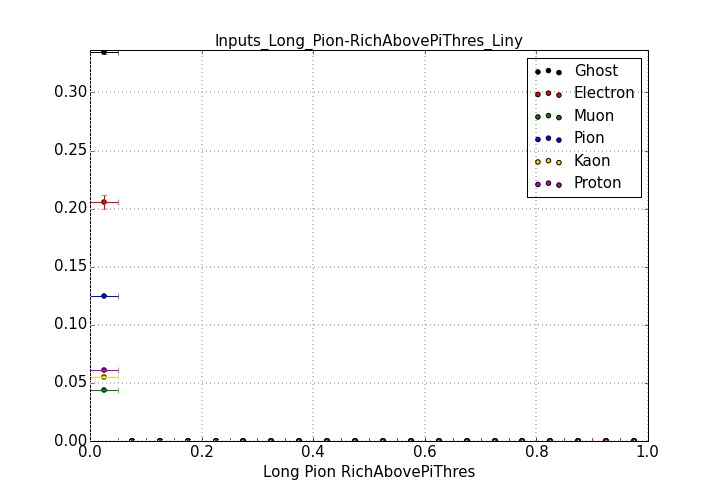 Inputs_Long_Pion-RichAbovePiThres_Liny
0.30
0.25
0.20
0.15
0.10
0.05
0.00
Ghost
Electron
Muon
Pion
Kaon
Proton
0.0 0.2 0.4 0.6 0.8 1.0
Long Pion RichAbovePiThres